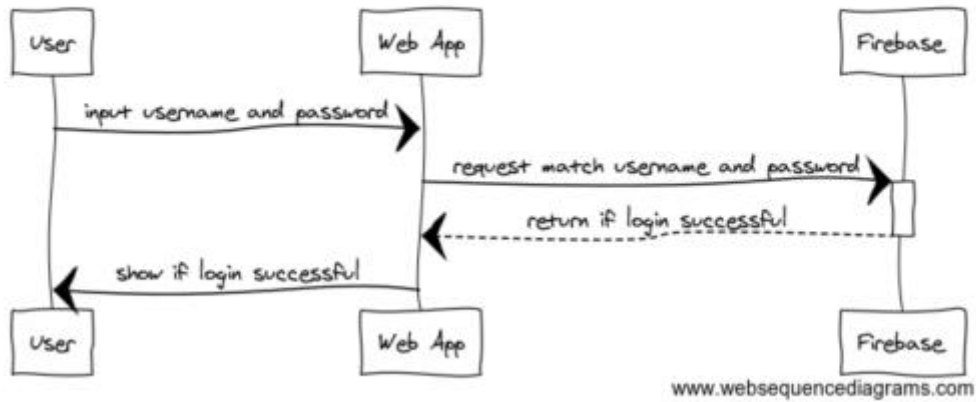 User
Web App
Firebase
input username and password
request match username and password
return if login successful
show if login successful
User
Web App
Firebase
www.websequencediagrams.com